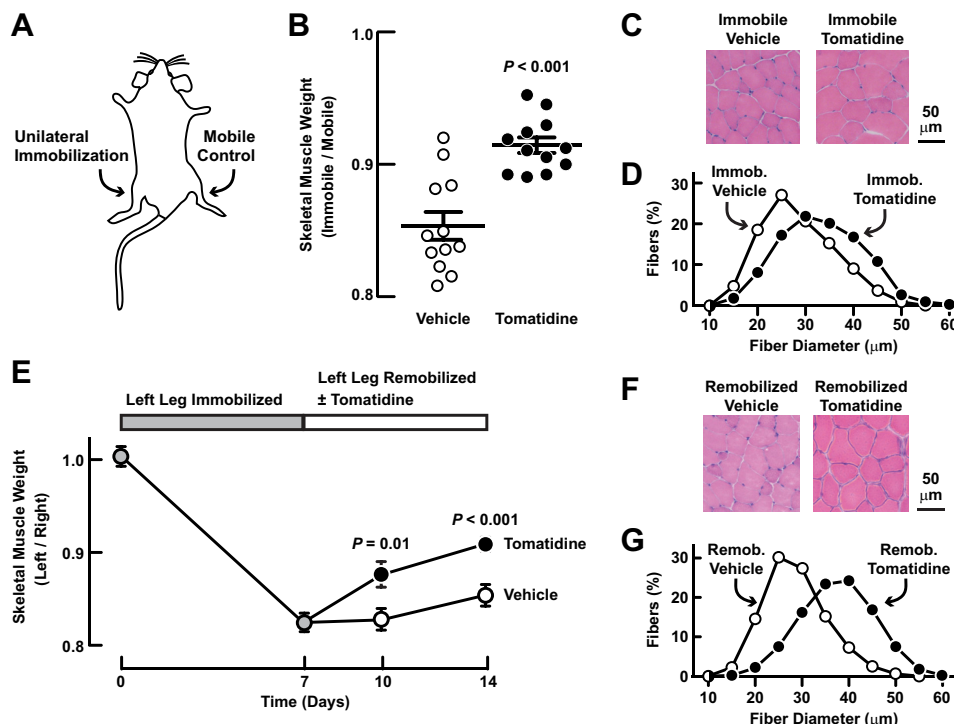 A
Unilateral
Immobilization
Mobile
Control
B
Skeletal Muscle Weight
(Immobile / Mobile)
1.0
0.9
0.8
P < 0.001
Vehicle
Tomatidine
C
Immobile
Vehicle
Immobile
Tomatidine
50
μm
D
Fibers (%)
30
20
10
0
Immob.
Vehicle
Immob.
Tomatidine
10 20 30 40 50 60
Fiber Diameter (μm)
E
Left Leg Immobilized
Left Leg Remobilized
± Tomatidine
Skeletal Muscle Weight
(Left / Right)
1.0
0.9
0.8
P = 0.01
P < 0.001
Tomatidine
Vehicle
0 7 10 14
Time (Days)
F
Remobilized
Vehicle
Remobilized
Tomatidine
50
μm
G
Fibers (%)
30
20
10
0
Remob.
Vehicle
Remob.
Tomatidine
10 20 30 40 50 60
Fiber Diameter (μm)